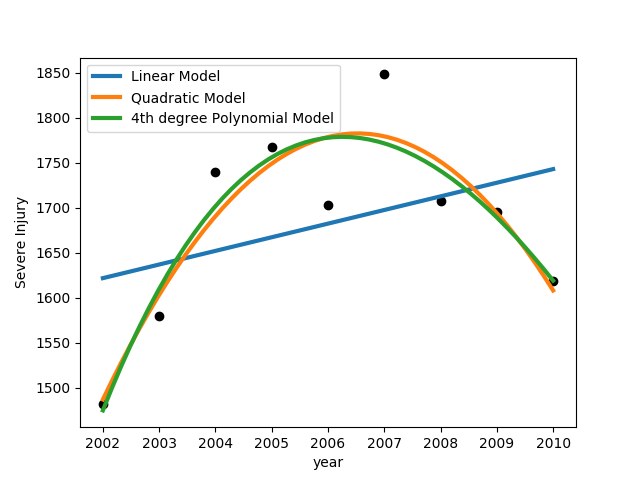 Linear Model
Quadratic Model
4th degree Polynomial Model
1850
1800
1750
1700
1650
1600
1550
1500
Severe Injury
2002 2003 2004 2005 2006 2007 2008 2009 2010
year